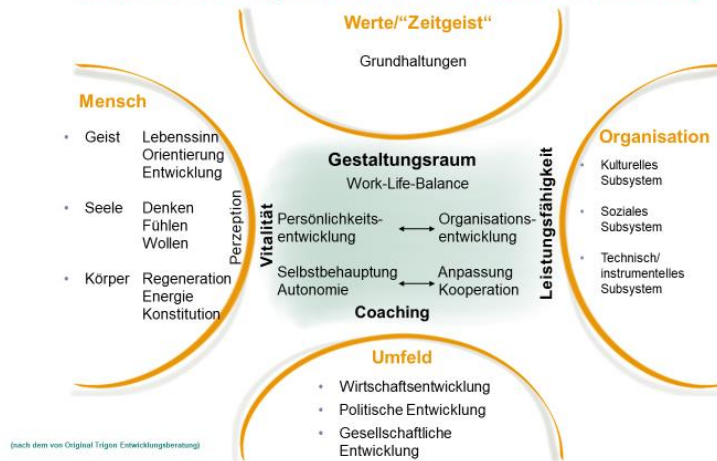 Werte/“Zeitgeist“
Grundhaltungen
Mensch
• Geist Lebenssinn
Orientierung
Entwicklung
• Seele Denken
Fühlen
Wollen
• Körper Regeneration
Energie
Konstitution
Perzeption
Vitalität
Gestaltungsraum
Work-Life-Balance
Persönlichkeits-
entwicklung
Organisations-
entwicklung
Selbstbehauptung
Autonomie
Anpassung
Kooperation
Coaching
Leistungsfähigkeit
Organisation
• Kulturelles
Subsystem
• Soziales
Subsystem
• Technisch/
instrumentelles
Subsystem
Umfeld
• Wirtschaftsentwicklung
• Politische Entwicklung
• Gesellschaftliche
Entwicklung
(nach dem von Original Trigon Entwicklungsberatung)